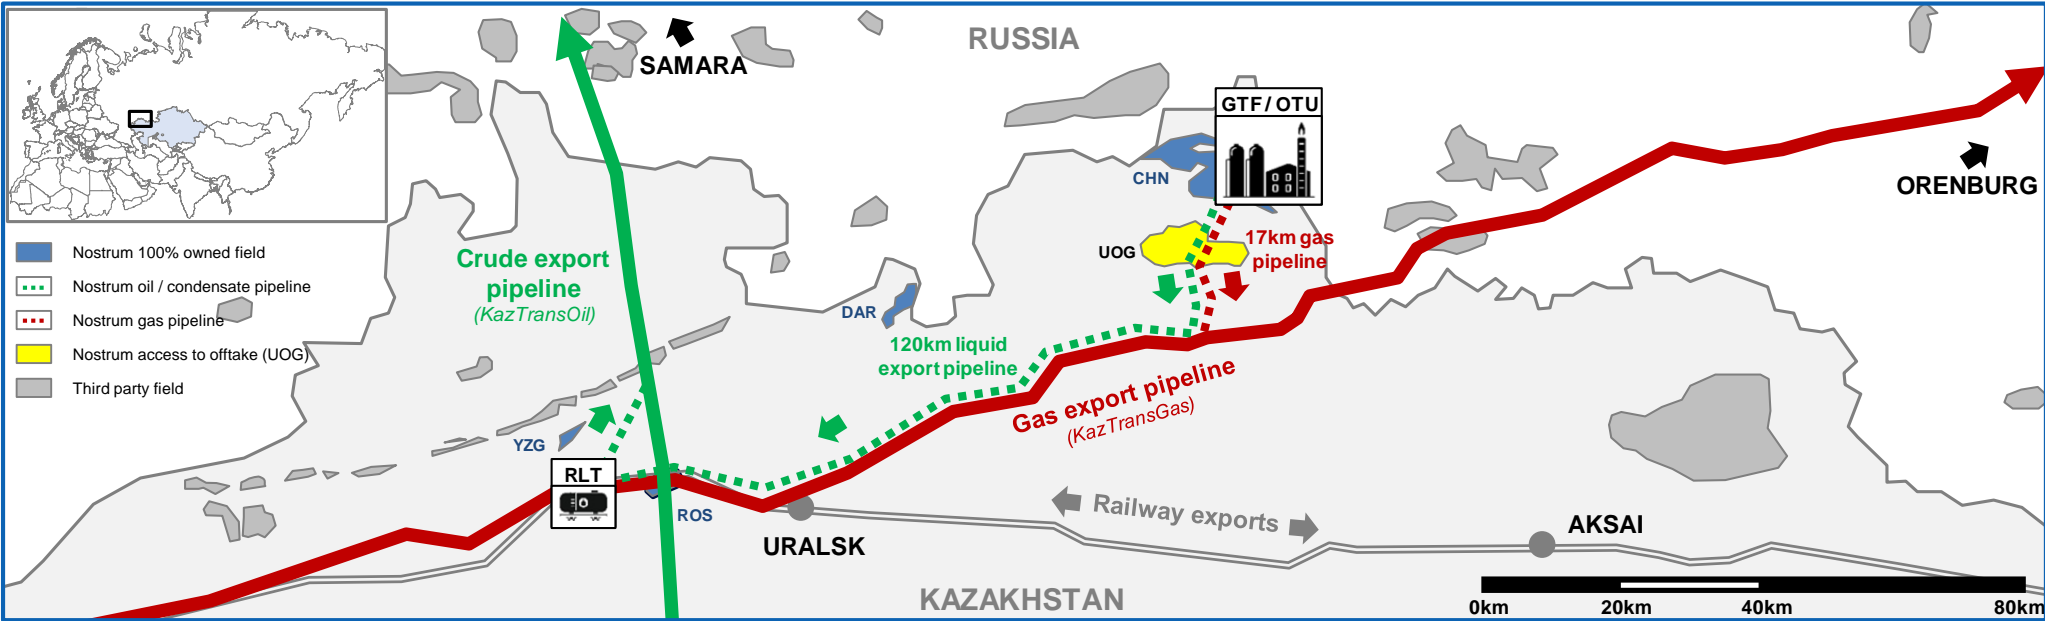 RUSSIA
SAMARA
GTF / OTU
CHN
ORENBURG
Nostrum 100% owned field
Nostrum oil / condensate pipeline
Nostrum gas pipeline
Nostrum access to offtake (UOG)
Third party field
Crude export
pipeline
(KazTransOil)
UOG
17km gas
pipeline
DAR
120km liquid
export pipeline
Gas export pipeline
(KazTransGas)
YZG
RLT
ROS
URALSK
Railway exports
AKSAI
KAZAKHSTAN
0km
20km
40km
80km